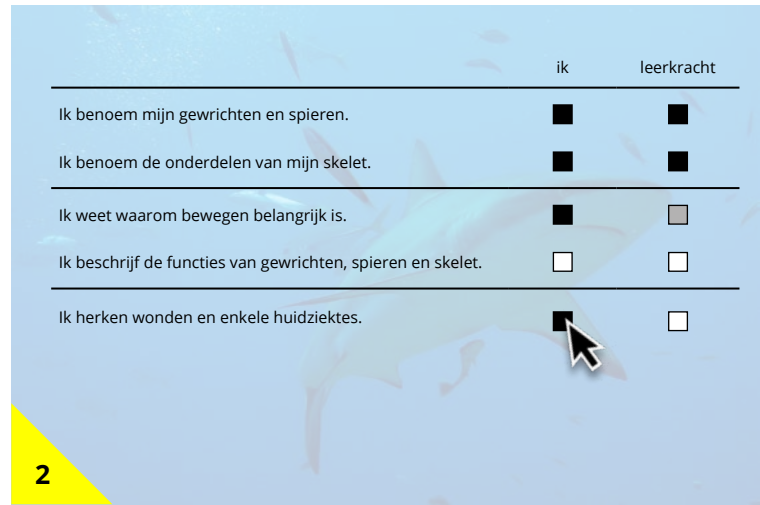 ik leerkracht
Ik benoem mijn gewrichten en spieren.
Ik benoem de onderdelen van mijn skelet.
Ik weet waarom bewegen belangrijk is.
Ik beschrijf de functies van gewrichten, spieren en skelet.
Ik herken wonden en enkele huidziektes.
2